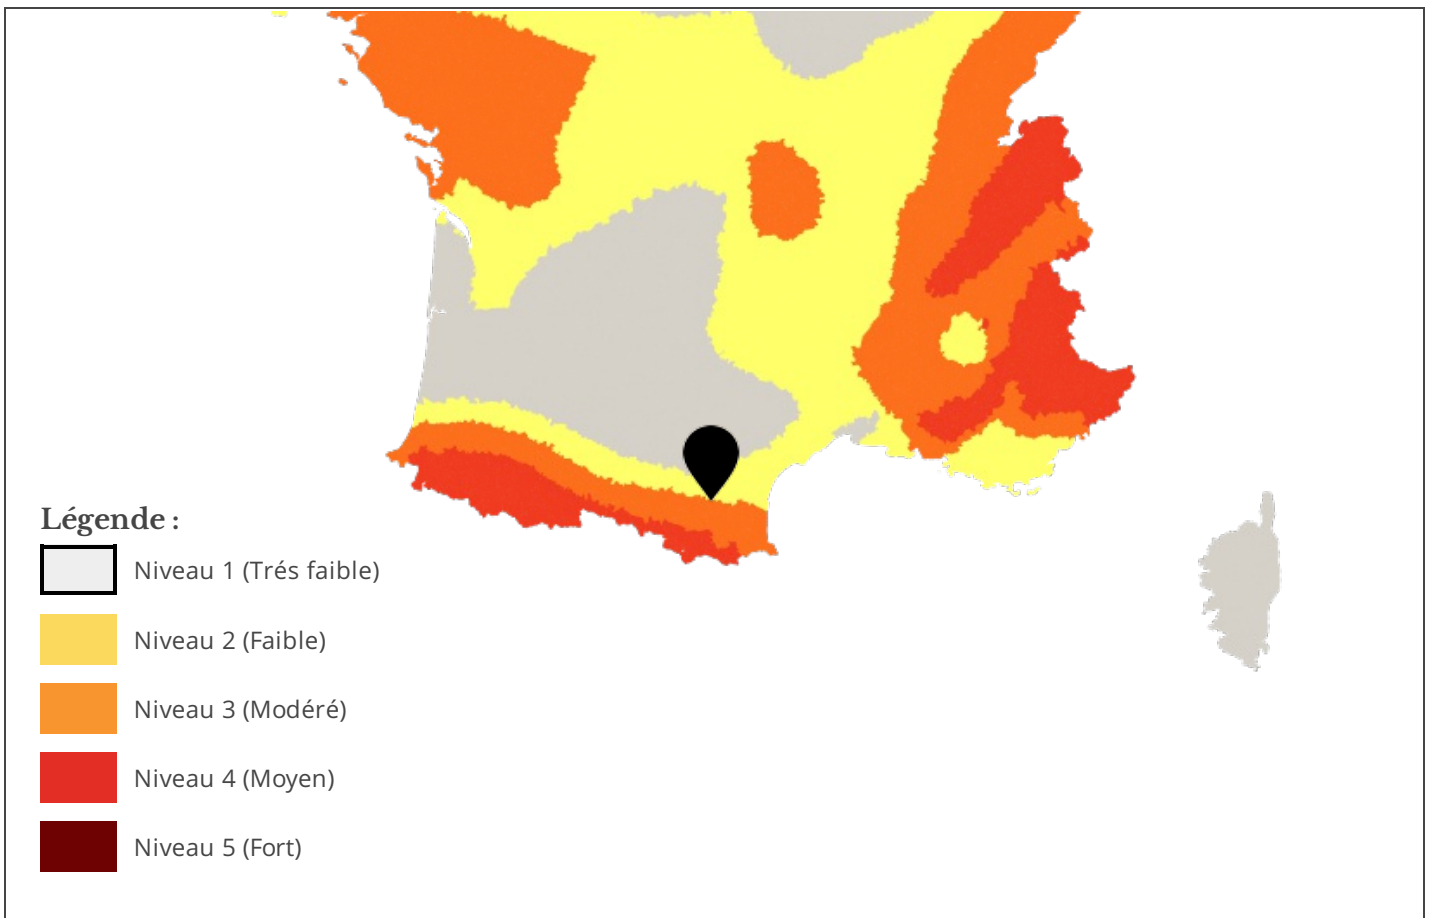 Légende :
Niveau 1 (Trés faible)
Niveau 2 (Faible)
Niveau 3 (Modéré)
Niveau 4 (Moyen)
Niveau 5 (Fort)